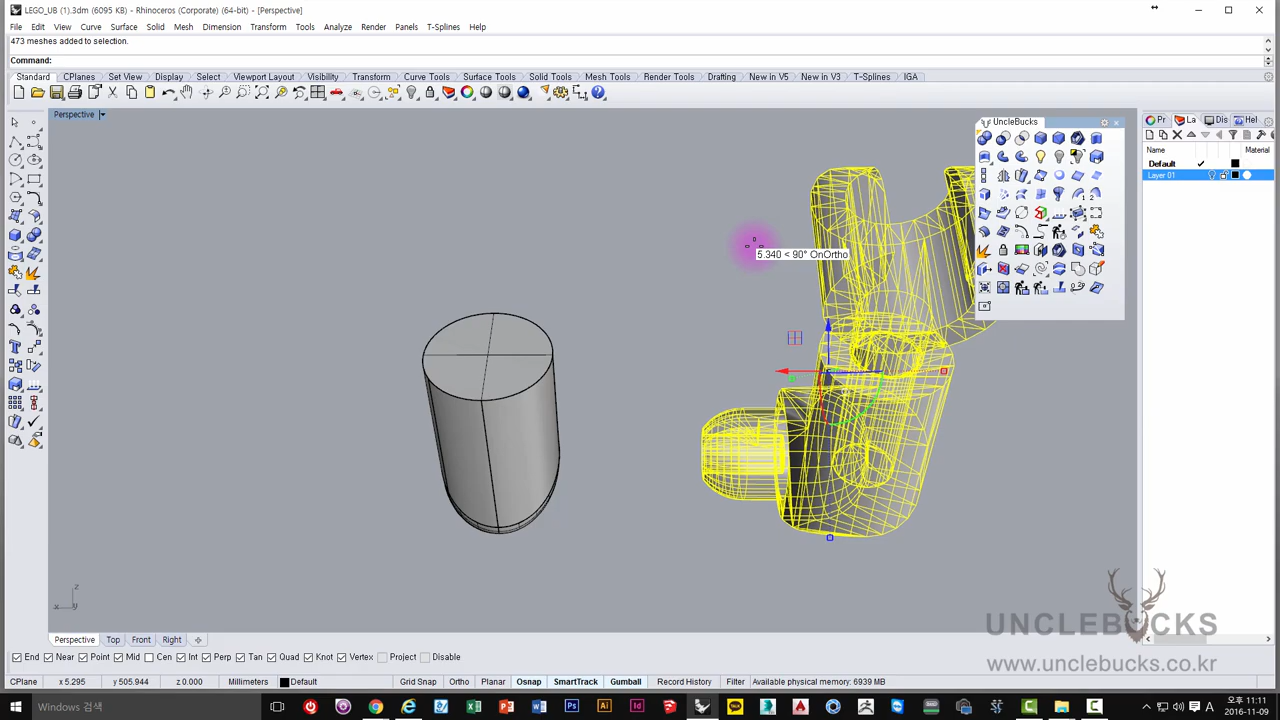 LEGO_UB (1).3dm (6095 KB) - Rhinoceros (Corporate) (64-bit) - [Perspective]
File Edit View Curve Surface Solid Mesh Dimension Transform Tools Analyze Render Panels T-Splines Help
473 meshes added to selection.
Command:
Standard CPlanes Set View Display Select Viewport Layout Visibility Transform Curve Tools Surface Tools Solid Tools Mesh Tools Render Tools Drafting New in V5 New in V3 T-Splines IGA
Perspective
UncleBucks
Pr La Dis Hel
Name Material
Default
Layer 01
5.340 < 90° OnOrtho
z
x y
UNCLEBUCKS
www.unclebucks.co.kr
Perspective Top Front Right
End Near Point Mid Cen Int Perp Tan Quad Knot Vertex Project Disable
CPlane x 5.295 y 505.944 z 0.000 Millimeters Default Grid Snap Ortho Planar Osnap SmartTrack Gumball Record History Filter Available physical memory: 6939 MB
Windows 검색
A 오후 11:11
2016-11-09